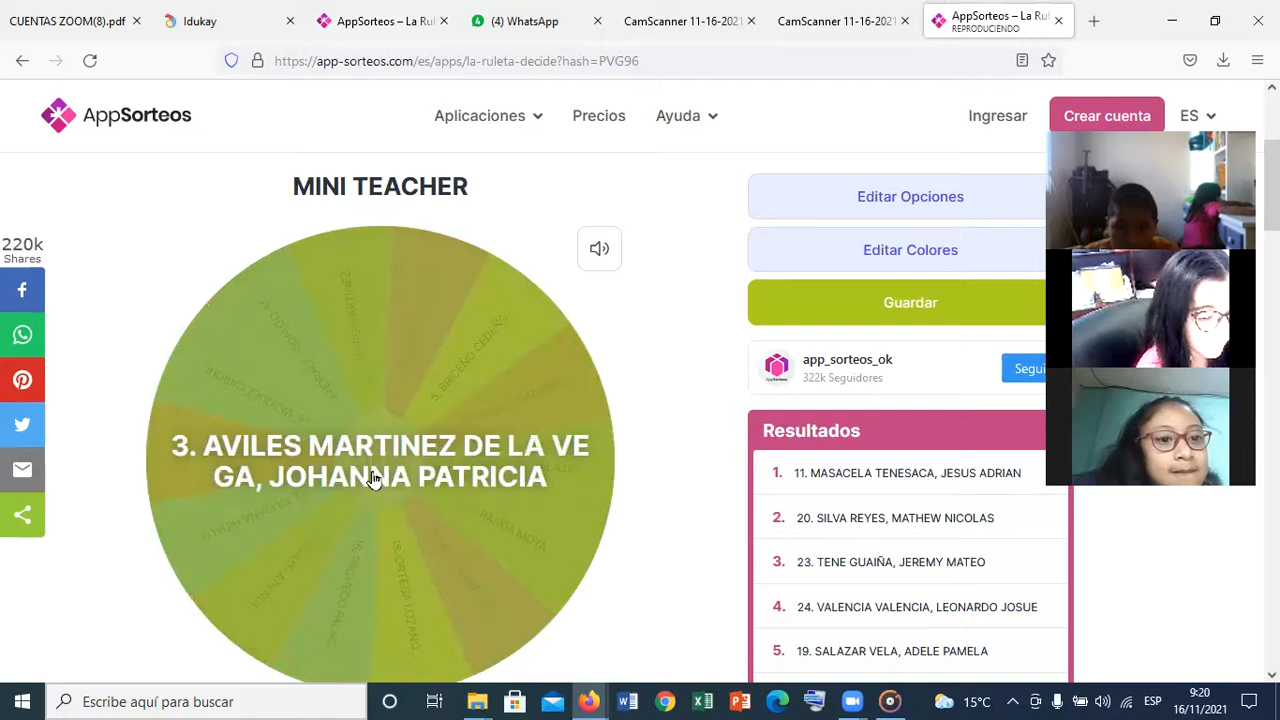 CUENTAS ZOOM(8).pdf
Idukay
AppSorteos – La Rul
(4) WhatsApp
CamScanner 11-16-2021
CamScanner 11-16-2021
AppSorteos – La Rul
REPRODUCIENDO
https://app-sorteos.com/es/apps/la-ruleta-decide?hash=PVG96
AppSorteos
Aplicaciones
Precios
Ayuda
Ingresar
Crear cuenta
ES
MINI TEACHER
220k
Shares
5. BRICEÑO CEDEÑ
3. AVILES MARTINEZ DE LA VE
GA, JOHANNA PATRICIA
Editar Opciones
Editar Colores
Guardar
app_sorteos_ok
322k Seguidores
Segui
Resultados
1. 11. MASACELA TENESACA, JESUS ADRIAN
2. 20. SILVA REYES, MATHEW NICOLAS
3. 23. TENE GUAIÑA, JEREMY MATEO
4. 24. VALENCIA VALENCIA, LEONARDO JOSUE
5. 19. SALAZAR VELA, ADELE PAMELA
Escribe aquí para buscar
15°C
ESP
9:20
16/11/2021